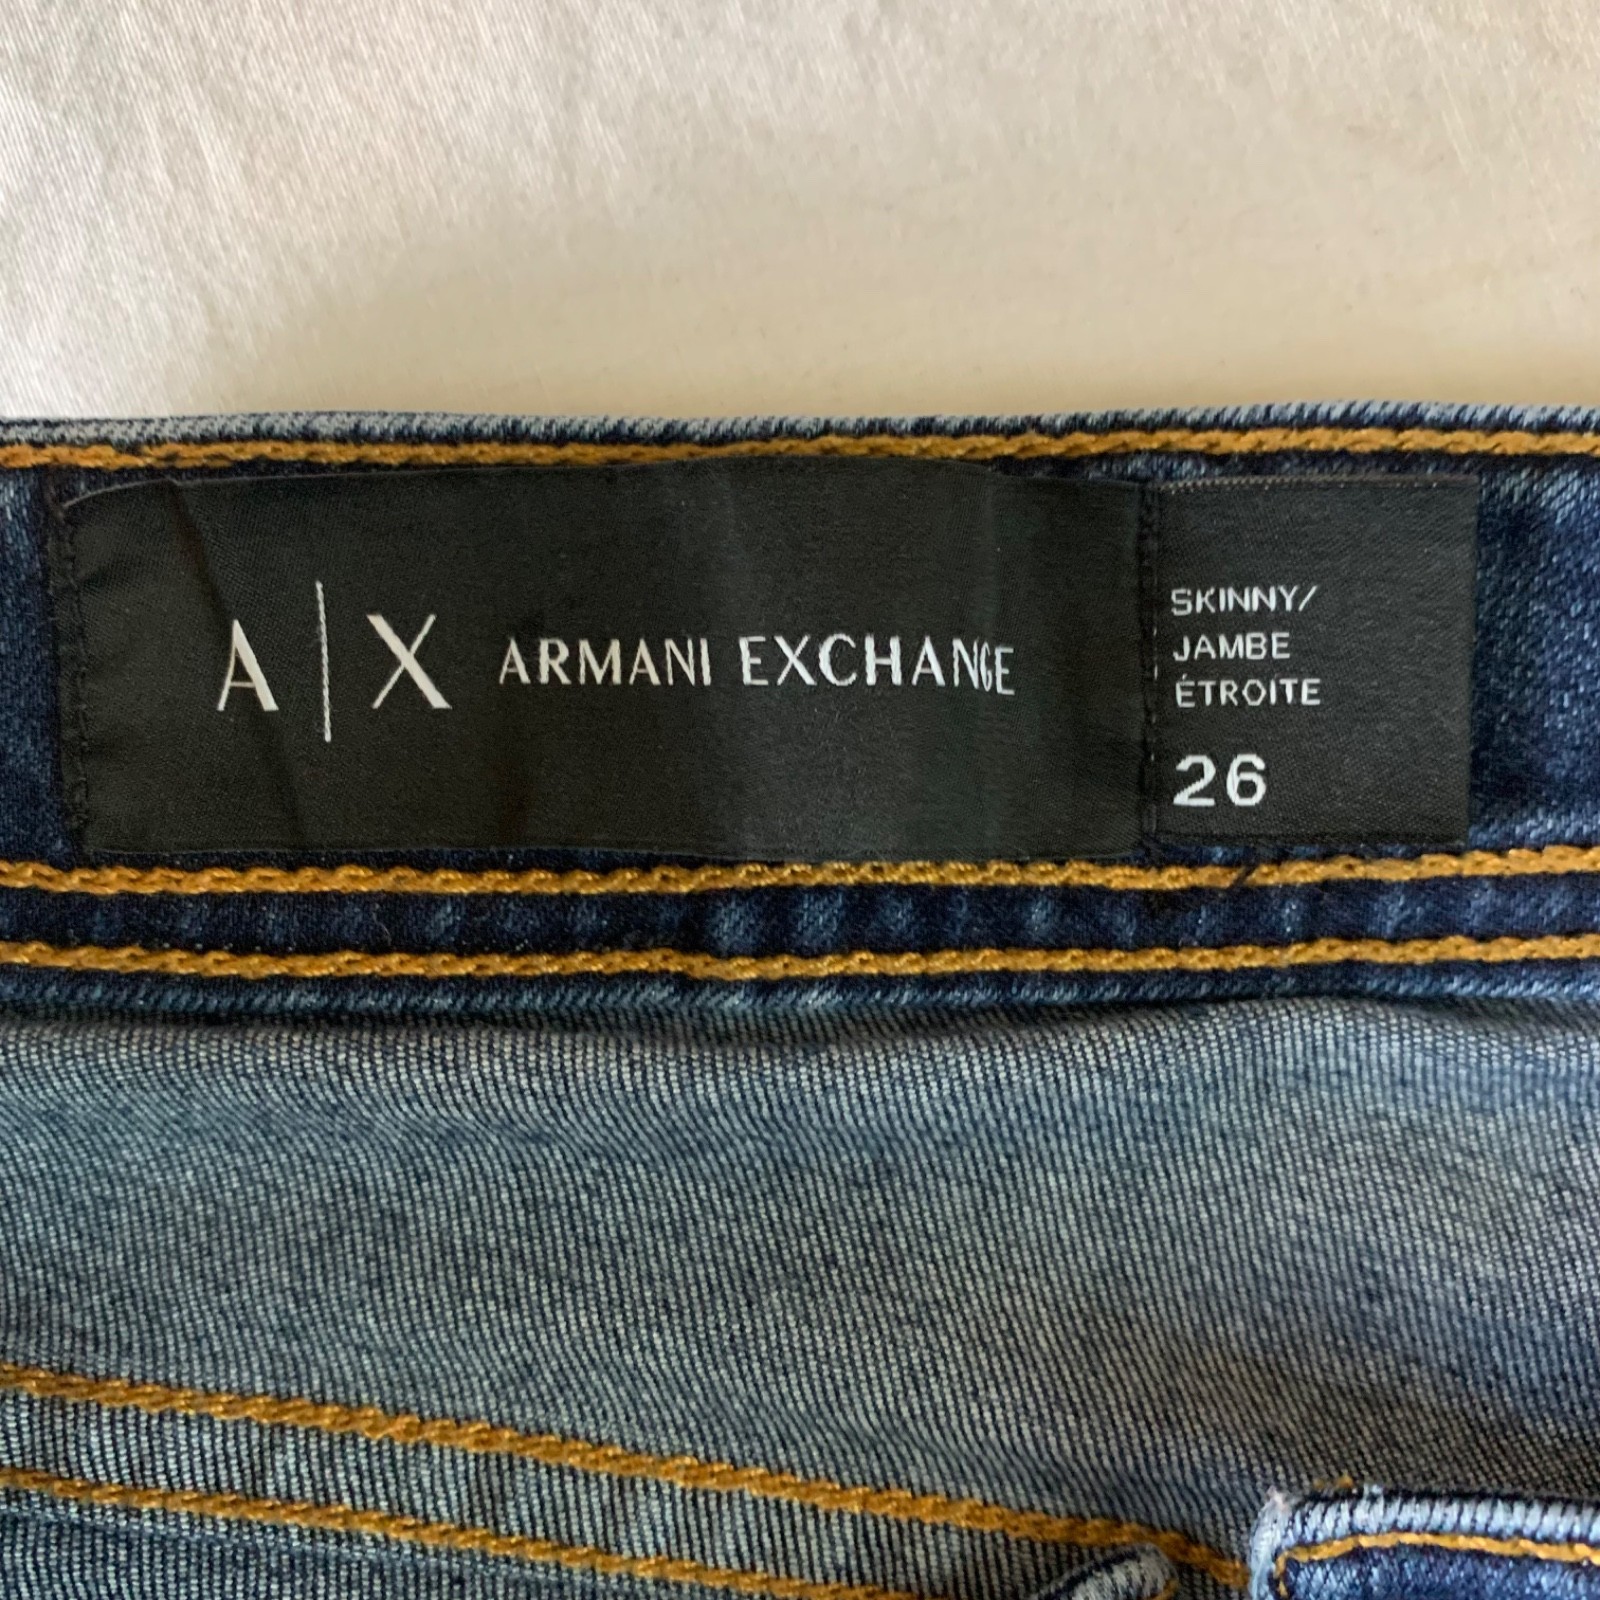 A|X ARMANI EXCHANGE
SKINNY/
JAMBE
ÉTROITE
26